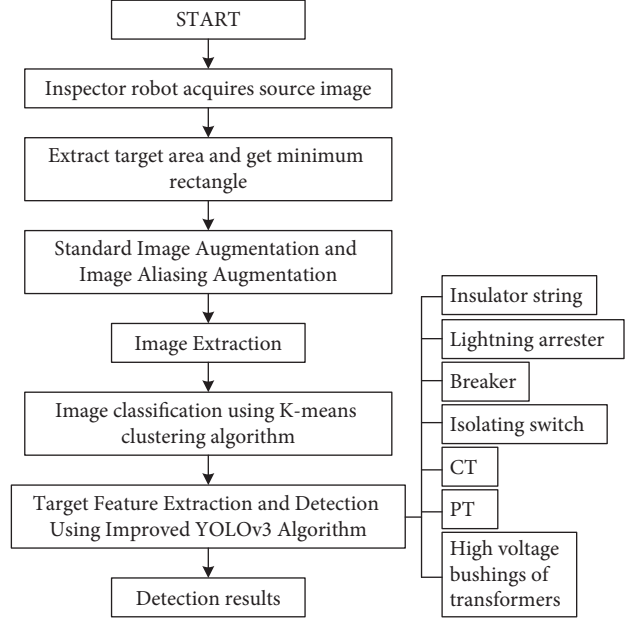 START
Inspector robot acquires source image
Extract target area and get minimum
rectangle
Standard Image Augmentation and
Image Aliasing Augmentation
Image Extraction
Image classification using K-means
clustering algorithm
Target Feature Extraction and Detection
Using Improved YOLOv3 Algorithm
Detection results
Insulator string
Lightning arrester
Breaker
Isolating switch
CT
PT
High voltage
bushings of
transformers